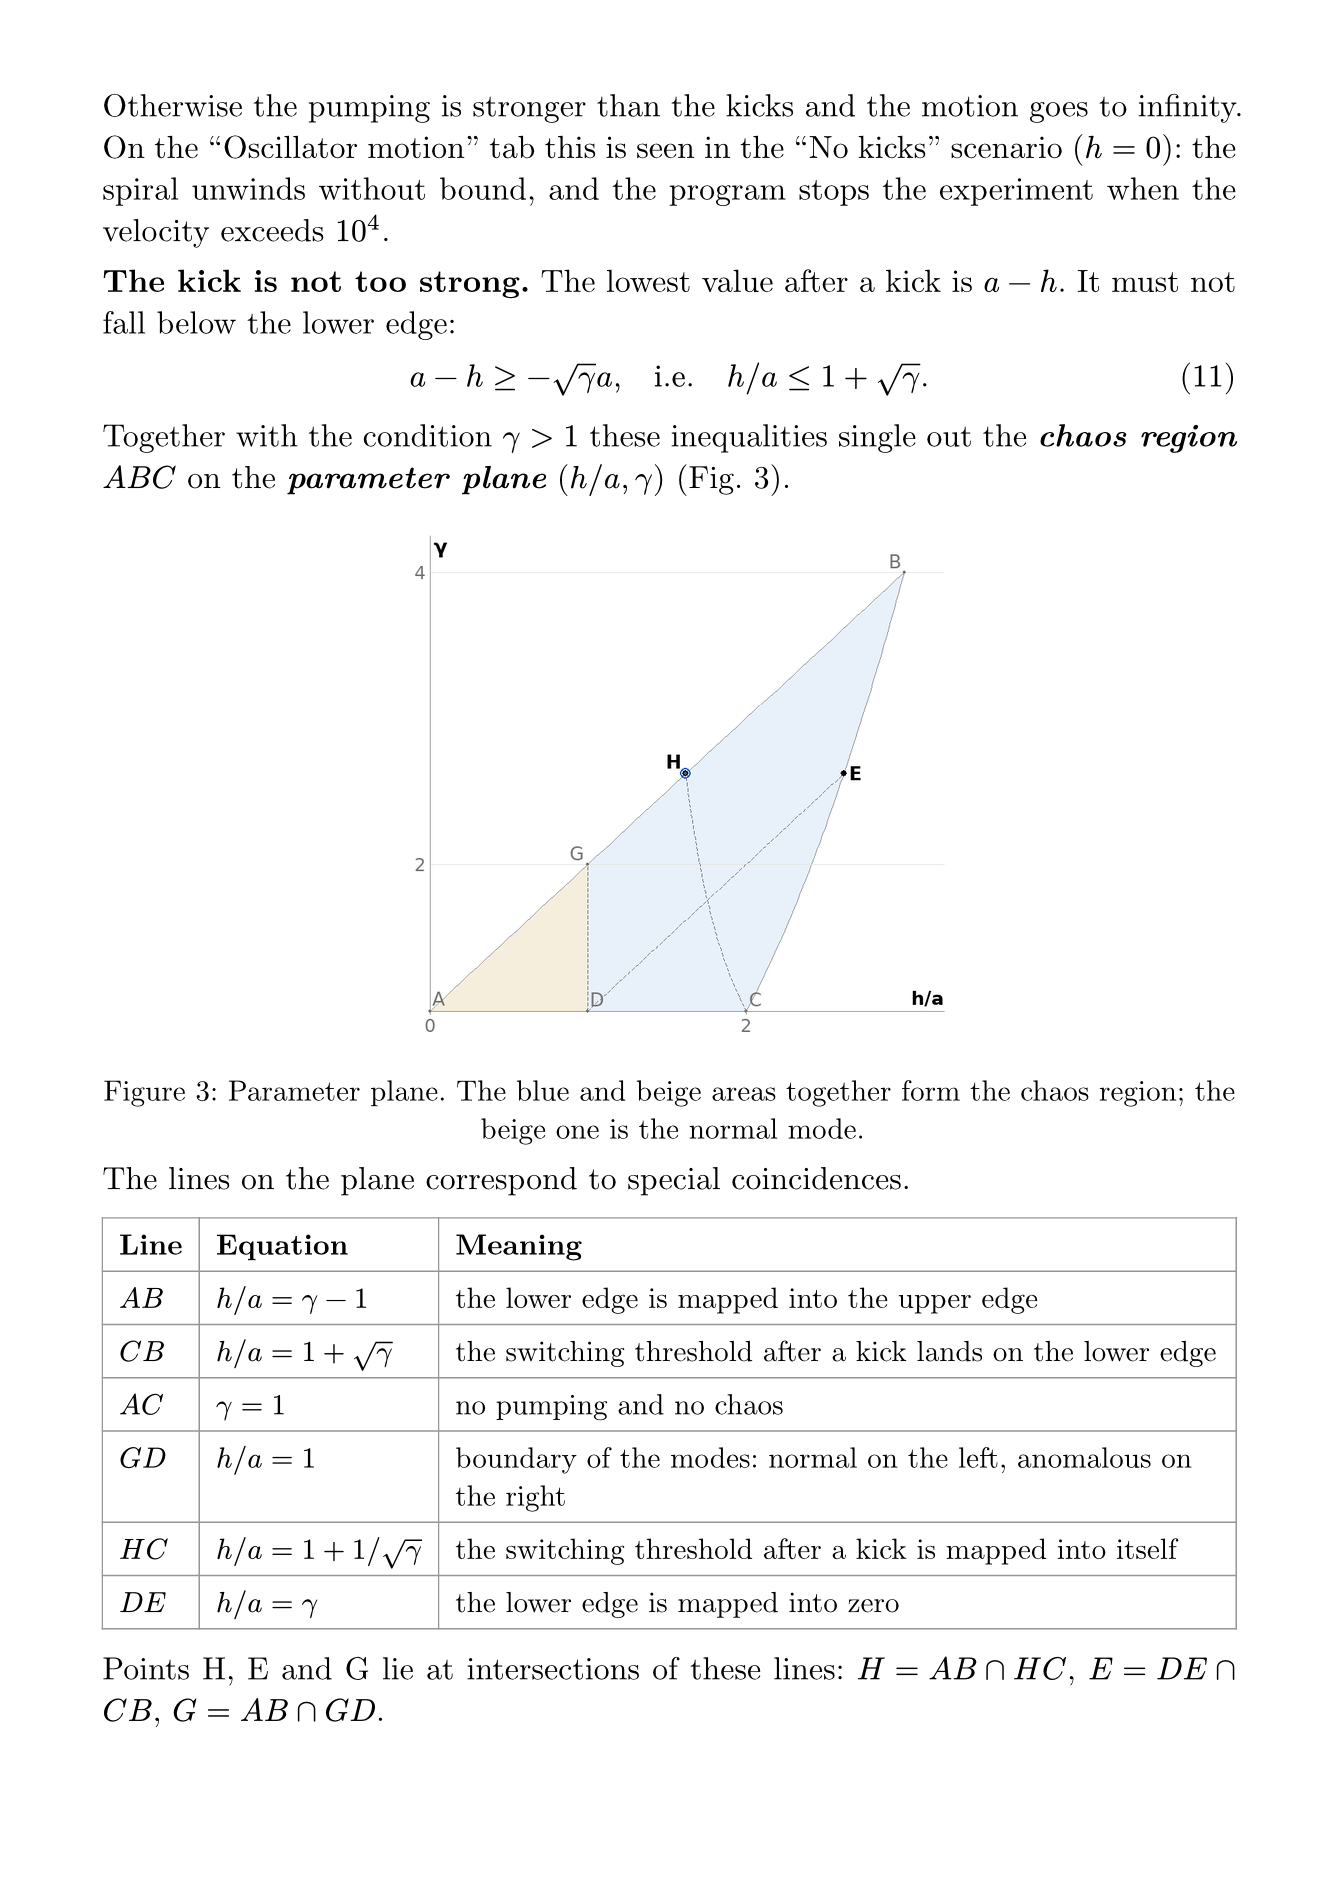 Otherwise the pumping is stronger than the kicks and the motion goes to infinity.
On the “Oscillator motion” tab this is seen in the “No kicks” scenario (h = 0): the
spiral unwinds without bound, and the program stops the experiment when the
velocity exceeds 10⁴.
The kick is not too strong. The lowest value after a kick is a − h. It must not
fall below the lower edge:
a − h ≥ −√γa, i.e. h/a ≤ 1 + √γ. (11)
Together with the condition γ > 1 these inequalities single out the chaos region
ABC on the parameter plane (h/a, γ) (Fig. 3).
γ
4
B
H
E
G
2
A
D
C
h/a
0
2
Figure 3: Parameter plane. The blue and beige areas together form the chaos region; the
beige one is the normal mode.
The lines on the plane correspond to special coincidences.
Line Equation Meaning
AB h/a = γ − 1 the lower edge is mapped into the upper edge
CB h/a = 1 + √γ the switching threshold after a kick lands on the lower edge
AC γ = 1 no pumping and no chaos
GD h/a = 1 boundary of the modes: normal on the left, anomalous on
the right
HC h/a = 1 + 1/√γ the switching threshold after a kick is mapped into itself
DE h/a = γ the lower edge is mapped into zero
Points H, E and G lie at intersections of these lines: H = AB ∩ HC, E = DE ∩
CB, G = AB ∩ GD.